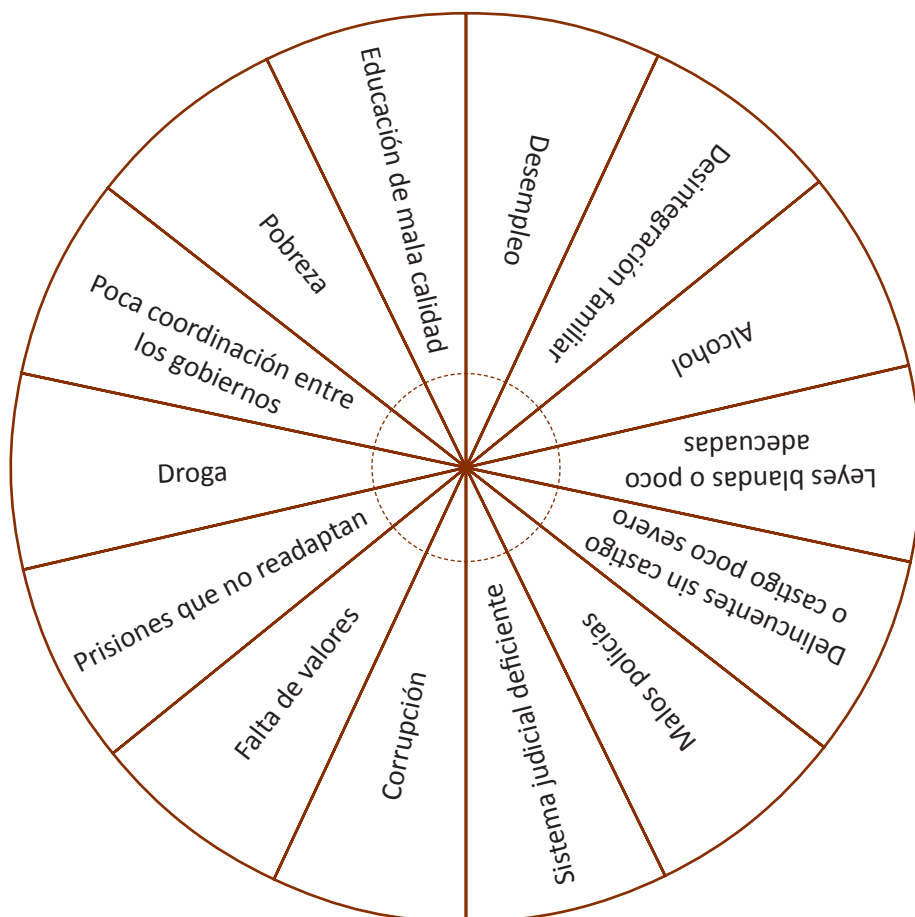 Desempleo
Desintegración familiar
Alcohol
Leyes blandas o poco
adecuadas
Delincuentes sin castigo
o castigo poco severo
Malos policías
Sistema judicial deficiente
Corrupción
Falta de valores
Prisiones que no readaptan
Droga
Poca coordinación entre
los gobiernos
Pobreza
Educación de mala calidad